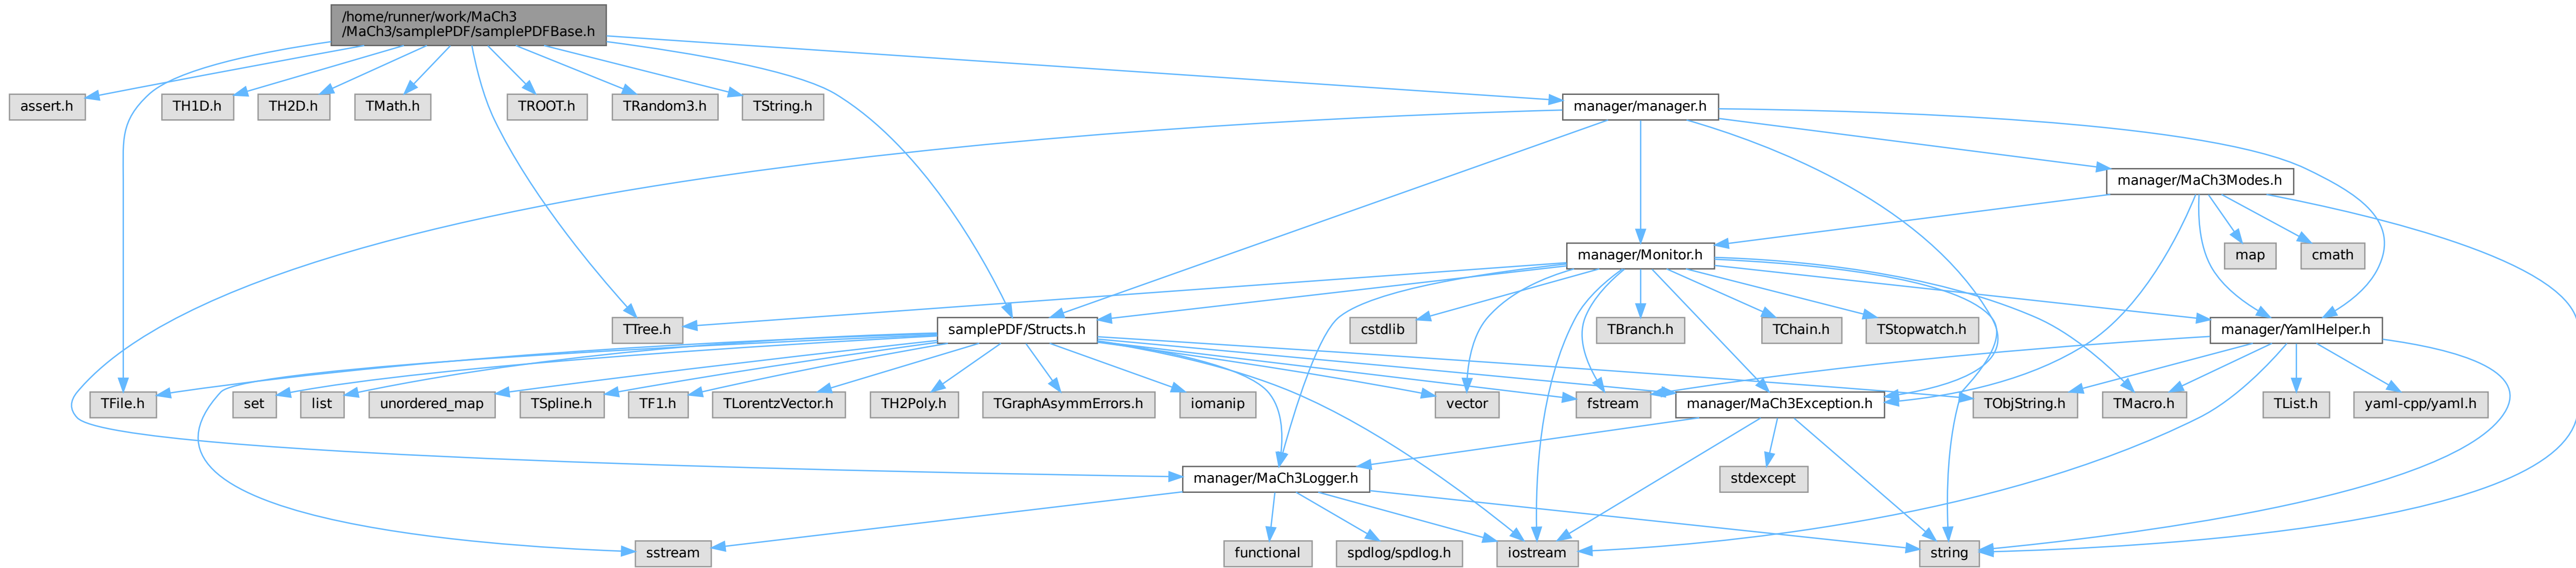 /home/runner/work/MaCh3
/MaCh3/samplePDF/samplePDFBase.h
assert.h
TH1D.h
TH2D.h
TMath.h
TROOT.h
TRandom3.h
TString.h
manager/manager.h
manager/MaCh3Modes.h
manager/Monitor.h
map
cmath
TTree.h
samplePDF/Structs.h
cstdlib
TBranch.h
TChain.h
TStopwatch.h
manager/YamlHelper.h
TFile.h
set
list
unordered_map
TSpline.h
TF1.h
TLorentzVector.h
TH2Poly.h
TGraphAsymmErrors.h
iomanip
vector
fstream
manager/MaCh3Exception.h
TObjString.h
TMacro.h
TList.h
yaml-cpp/yaml.h
manager/MaCh3Logger.h
stdexcept
sstream
functional
spdlog/spdlog.h
iostream
string